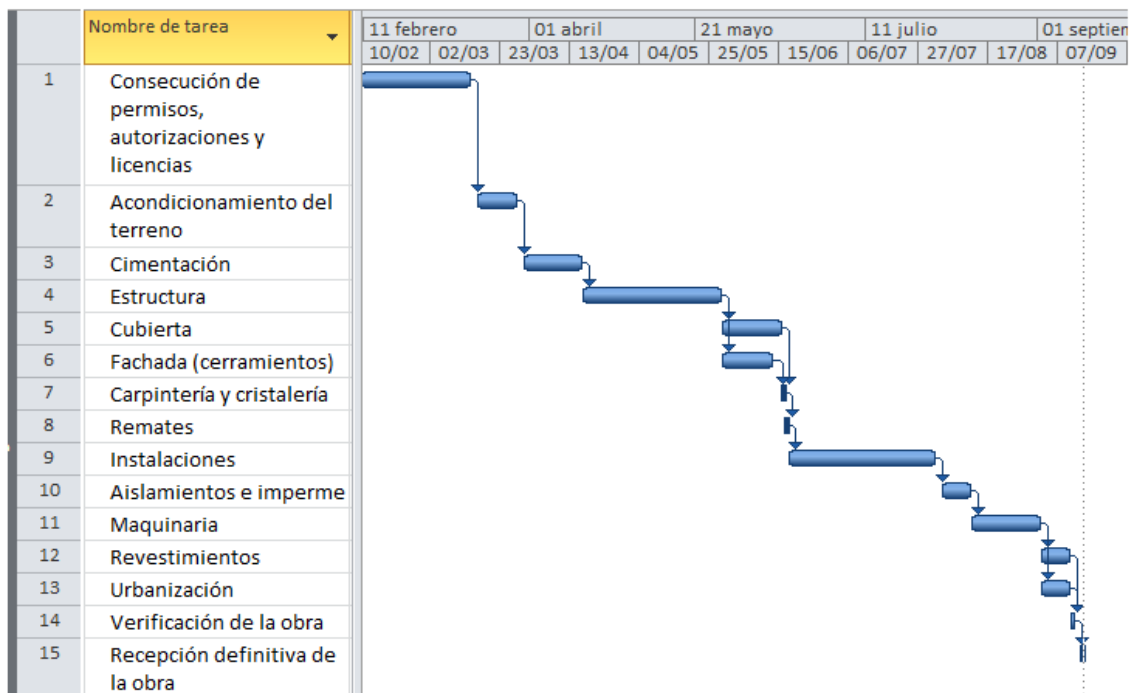 Nombre de tarea
11 febrero 01 abril 21 mayo 11 julio 01 septiem
10/02 02/03 23/03 13/04 04/05 25/05 15/06 06/07 27/07 17/08 07/09
1 Consecución de
permisos,
autorizaciones y
licencias
2 Acondicionamiento del
terreno
3 Cimentación
4 Estructura
5 Cubierta
6 Fachada (cerramientos)
7 Carpintería y cristalería
8 Remates
9 Instalaciones
10 Aislamientos e imperme
11 Maquinaria
12 Revestimientos
13 Urbanización
14 Verificación de la obra
15 Recepción definitiva de
la obra